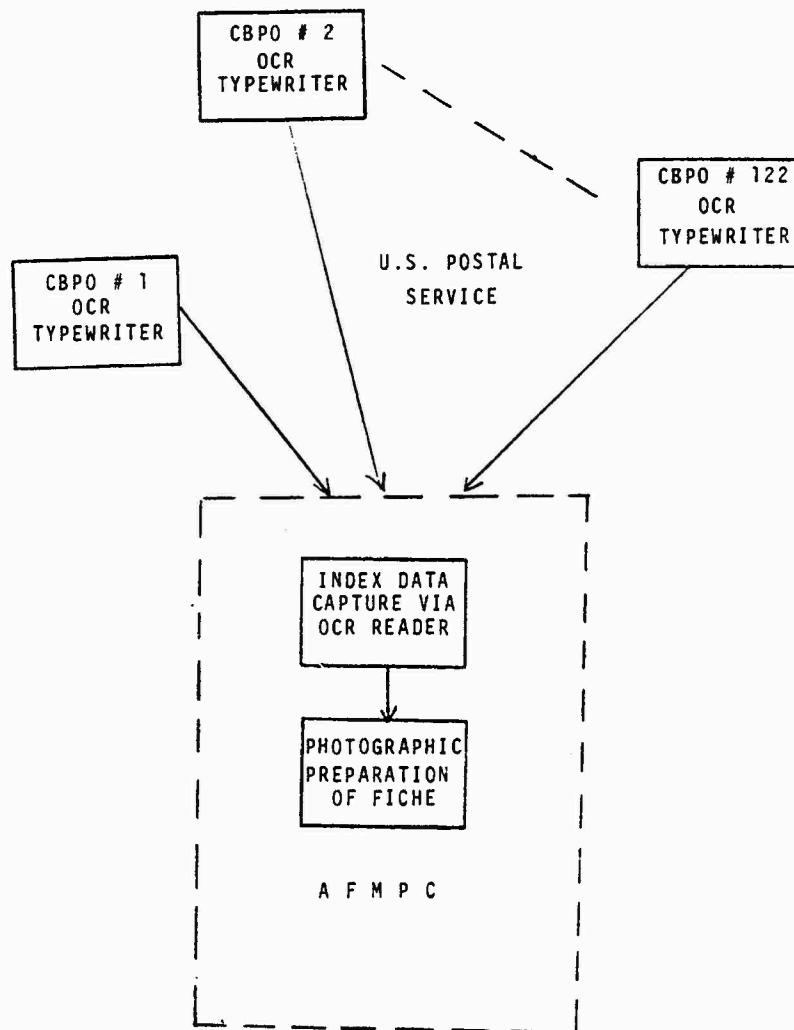 CBPO # 2
OCR
TYPEWRITER
CBPO # 122
OCR
TYPEWRITER
U.S. POSTAL
SERVICE
CBPO # 1
OCR
TYPEWRITER
INDEX DATA
CAPTURE VIA
OCR READER
PHOTOGRAPHIC
PREPARATION
OF FICHE
A F M P C